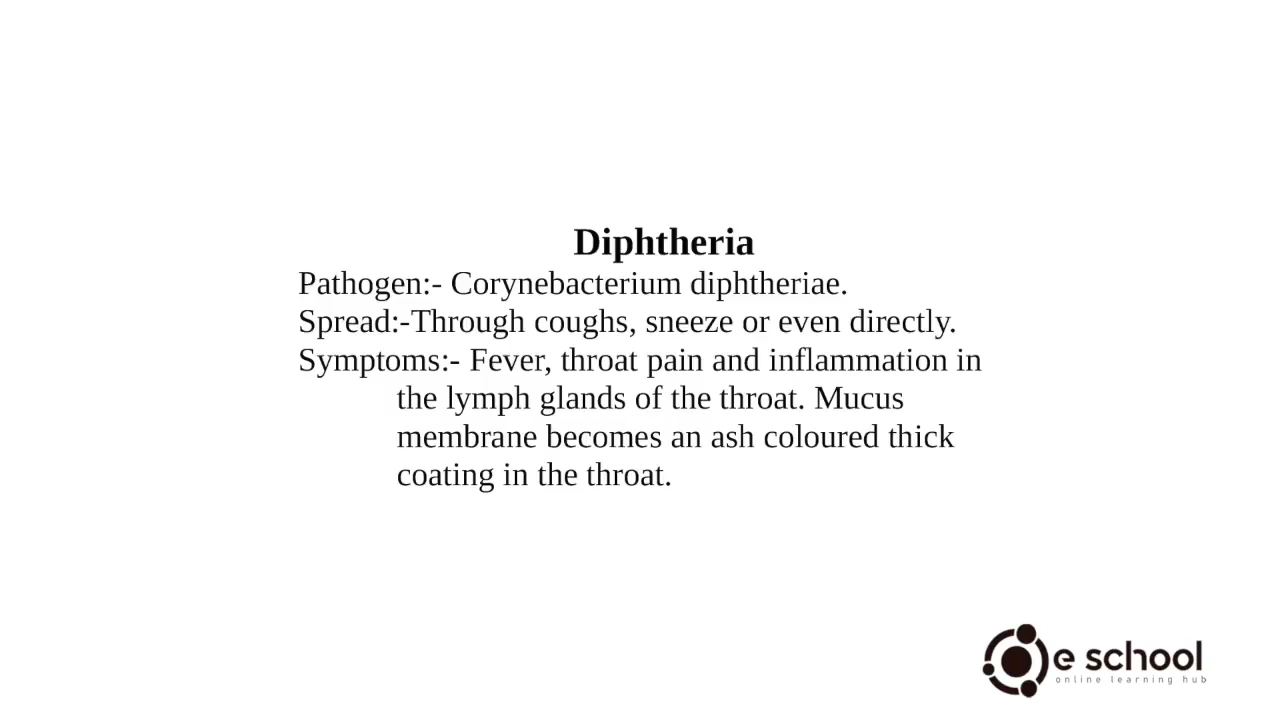 Diphtheria
Pathogen:- Corynebacterium diphtheriae.
Spread:-Through coughs, sneeze or even directly.
Symptoms:- Fever, throat pain and inflammation in
the lymph glands of the throat. Mucus
membrane becomes an ash coloured thick
coating in the throat.
e school
online learning hub